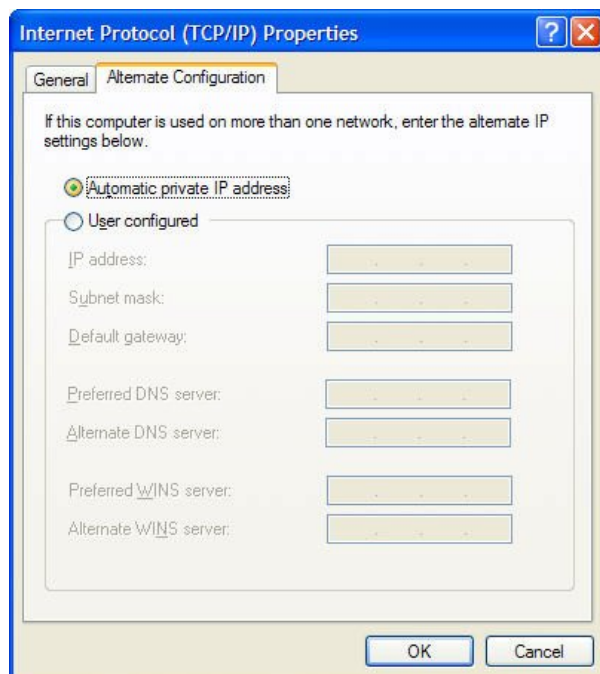 Internet Protocol (TCP/IP) Properties
General
Alternate Configuration
If this computer is used on more than one network, enter the alternate IP
settings below.
Automatic private IP address
User configured
IP address:
Subnet mask:
Default gateway:
Preferred DNS server:
Alternate DNS server:
Preferred WINS server:
Alternate WINS server:
OK
Cancel